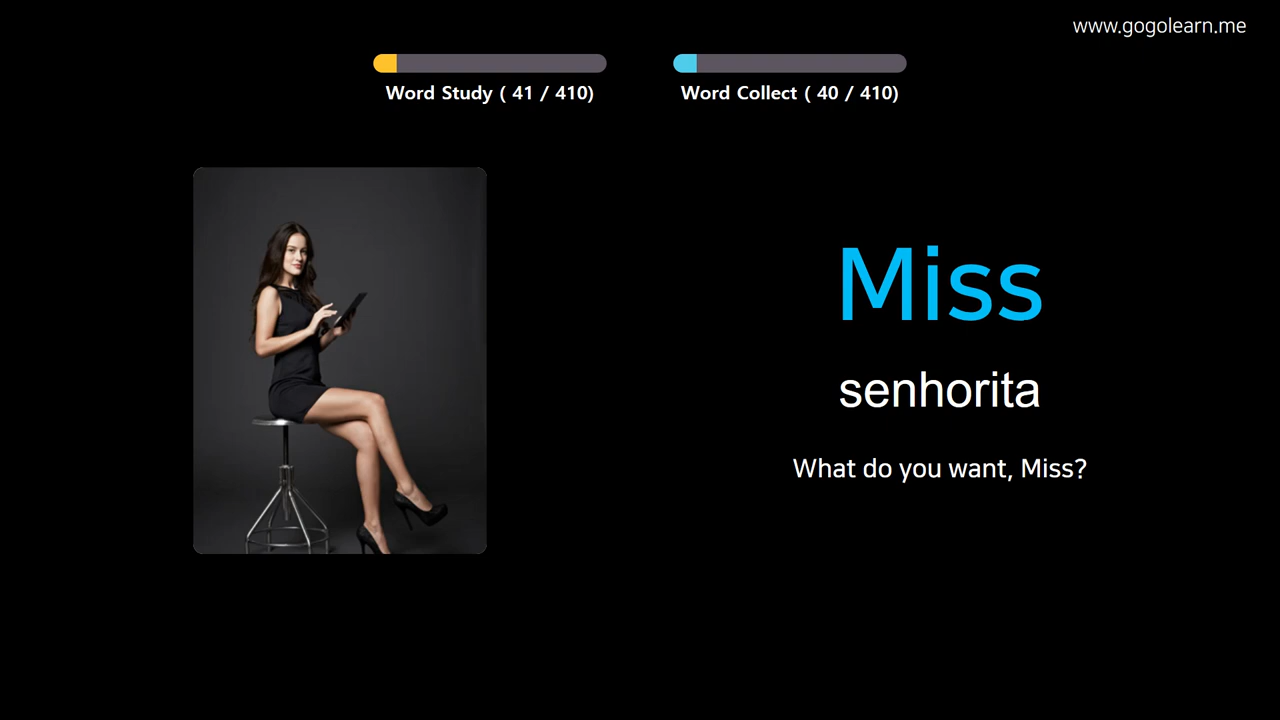 www.gogolearn.me
Word Study ( 41 / 410)
Word Collect ( 40 / 410)
Miss
senhorita
What do you want, Miss?